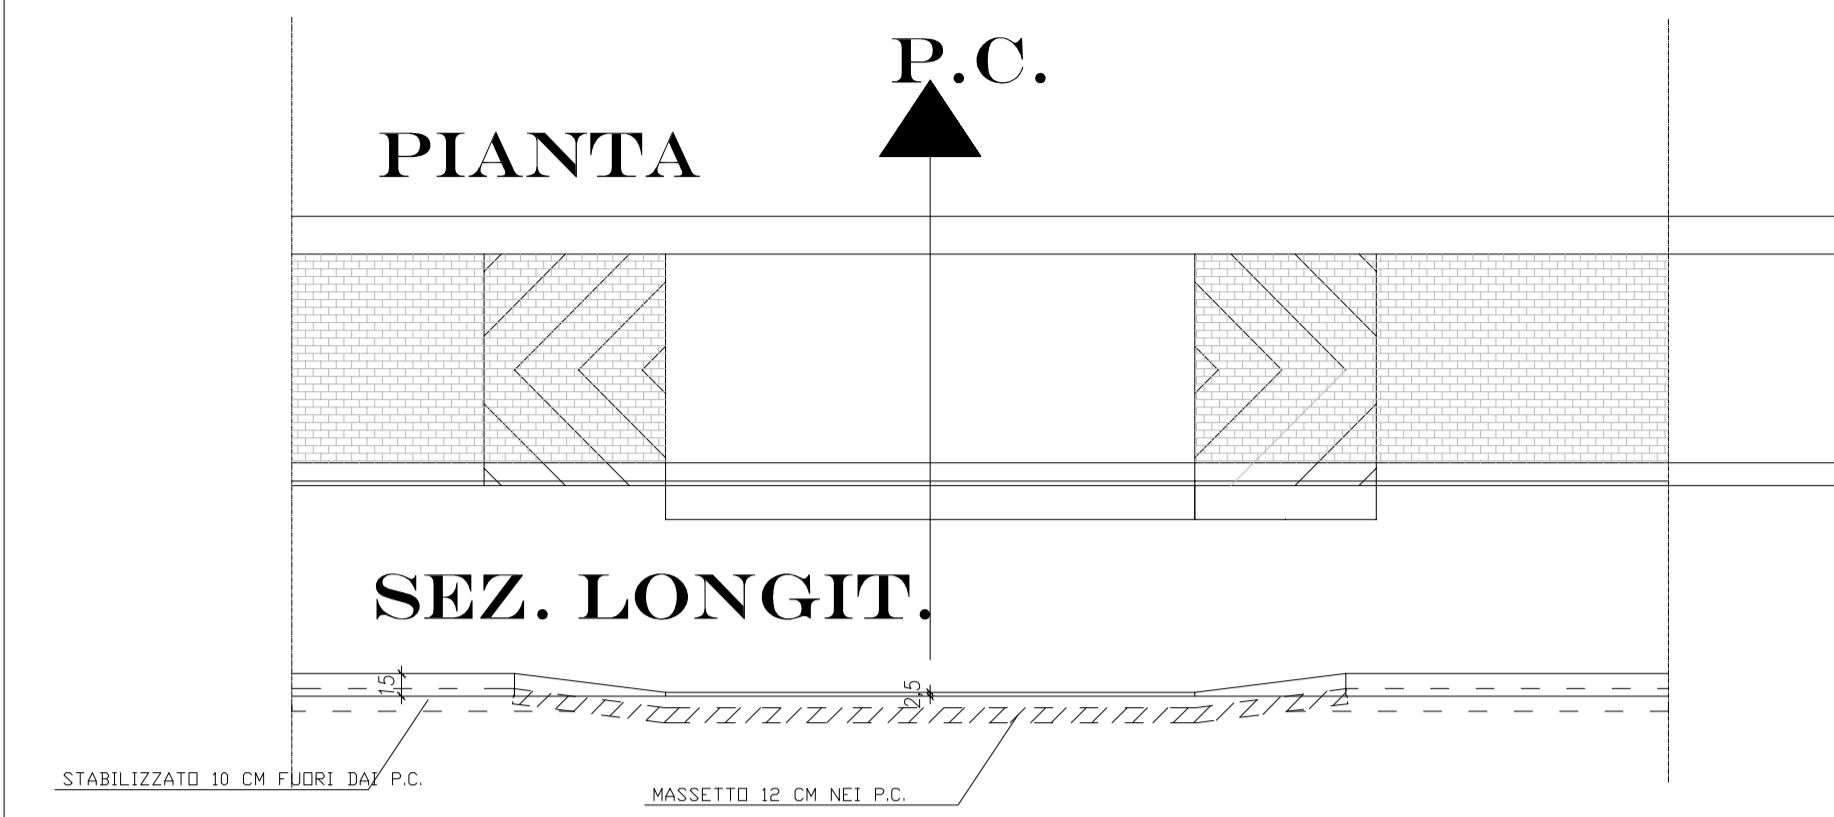 P.C.
PIANTA
SEZ. LONGIT.
15
2,5
STABILIZZATO 10 CM FUORI DAI P.C.
MASSETTO 12 CM NEI P.C.